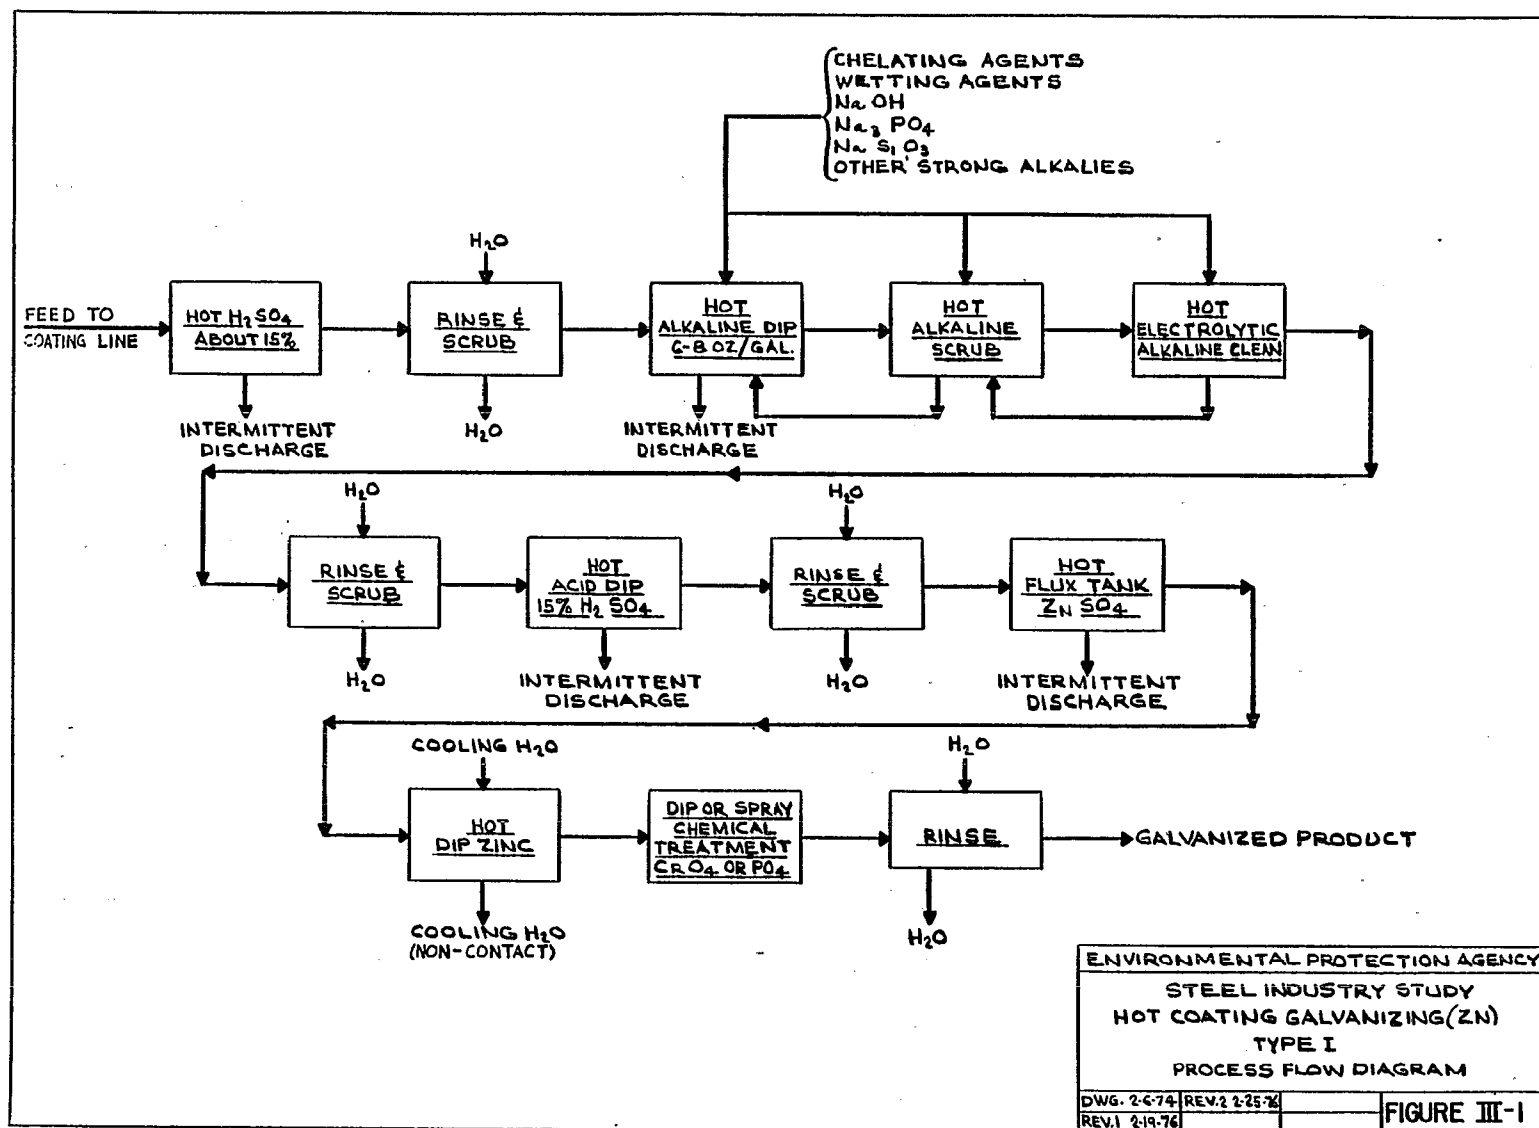 CHELATING AGENTS
WETTING AGENTS
Na OH
Na3 PO4
Na Si O3
OTHER STRONG ALKALIES
H2O
FEED TO
COATING LINE
HOT H2 SO4
ABOUT 15%
RINSE &
SCRUB
HOT
ALKALINE DIP
6-8 OZ/GAL.
HOT
ALKALINE
SCRUB
HOT
ELECTROLYTIC
ALKALINE CLEAN
INTERMITTENT
DISCHARGE
H2O
INTERMITTENT
DISCHARGE
H2O
H2O
RINSE &
SCRUB
HOT
ACID DIP
15% H2 SO4
RINSE &
SCRUB
HOT
FLUX TANK
ZN SO4
H2O
INTERMITTENT
DISCHARGE
H2O
INTERMITTENT
DISCHARGE
COOLING H2O
H2O
HOT
DIP ZINC
DIP OR SPRAY
CHEMICAL
TREATMENT
CRO4 OR PO4
RINSE
GALVANIZED PRODUCT
COOLING H2O
(NON-CONTACT)
H2O
ENVIRONMENTAL PROTECTION AGENCY
STEEL INDUSTRY STUDY
HOT COATING GALVANIZING(ZN)
TYPE I
PROCESS FLOW DIAGRAM
DWG. 2-6-74 REV.2 2-25-76
REV.1 2-19-76
FIGURE III-1